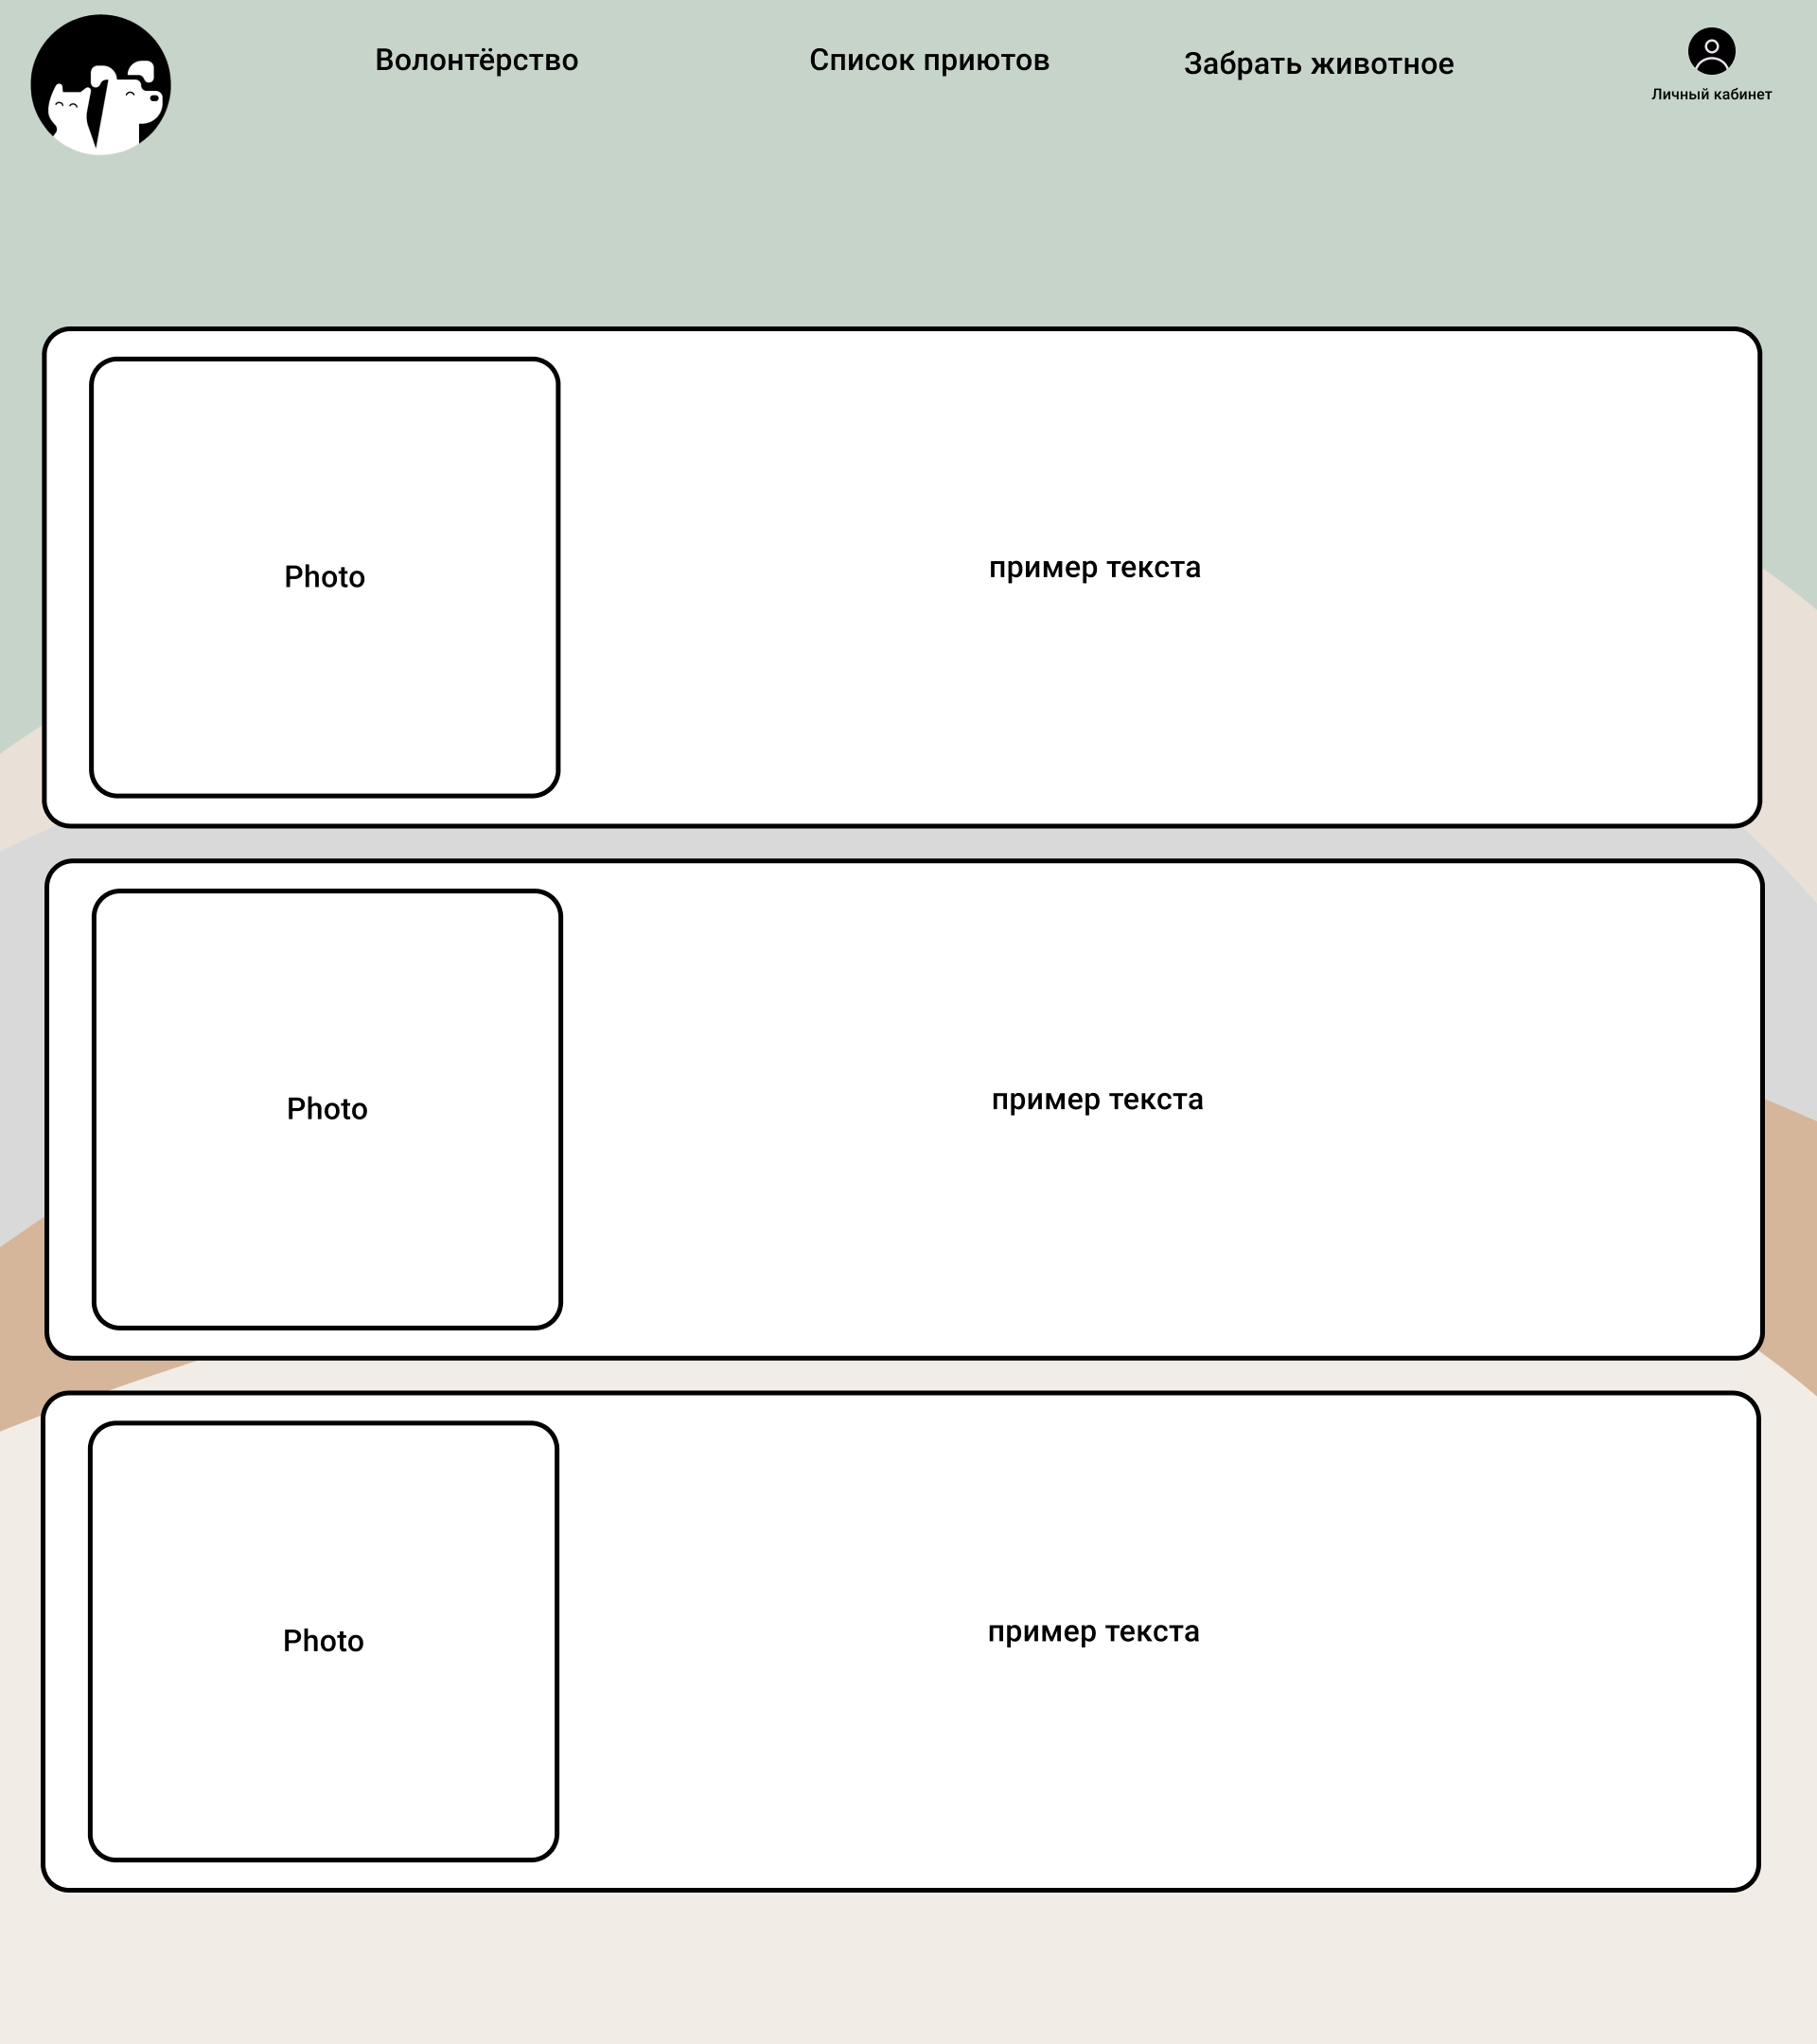 Волонтёрство
Список приютов
Забрать животное
Личный кабинет
Photo
пример текста
Photo
пример текста
Photo
пример текста